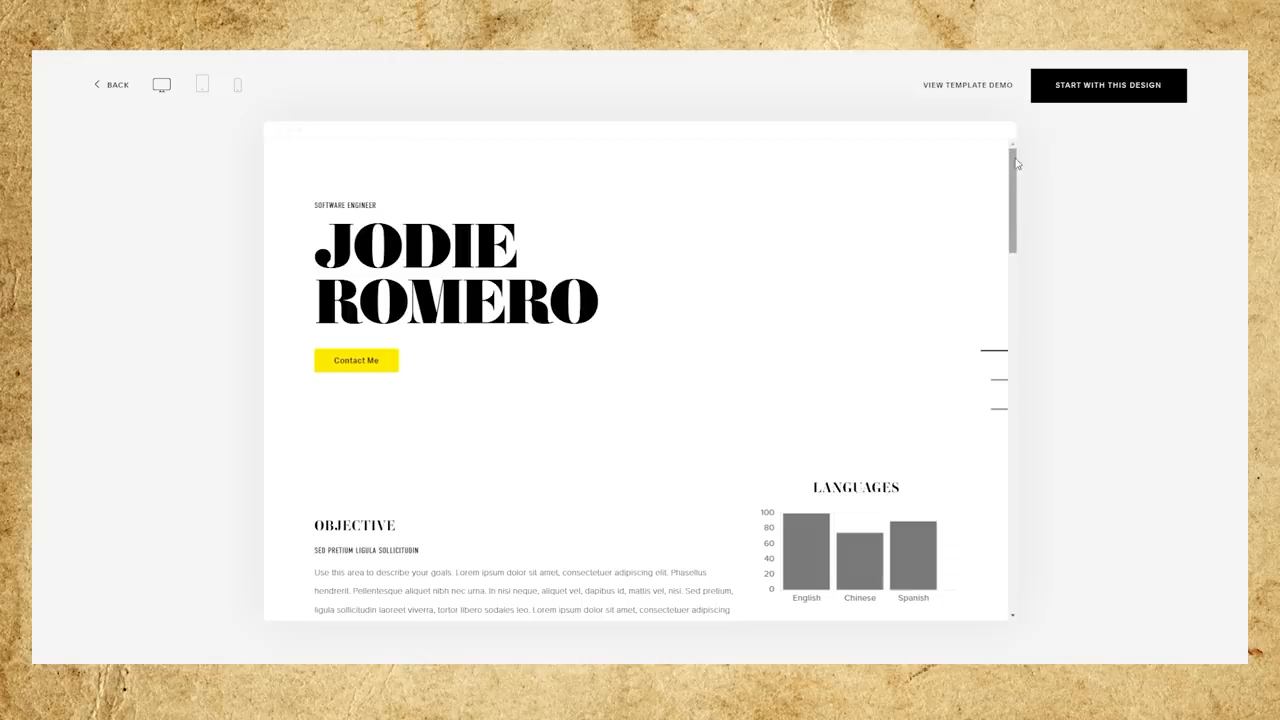 BACK
VIEW TEMPLATE DEMO
START WITH THIS DESIGN
SOFTWARE ENGINEER
JODIE
ROMERO
Contact Me
OBJECTIVE
SED PRETIUM LIGULA SOLLICITUDIN
Use this area to describe your goals. Lorem ipsum dolor sit amet, consectetuer adipiscing elit. Phasellus
hendrerit. Pellentesque aliquet nibh nec urna. In nisi neque, aliquet vel, dapibus id, mattis vel, nisi. Sed pretium,
ligula sollicitudin laoreet viverra, tortor libero sodales leo. Lorem ipsum dolor sit amet, consectetuer adipiscing
LANGUAGES
100
80
60
40
20
0
English Chinese Spanish